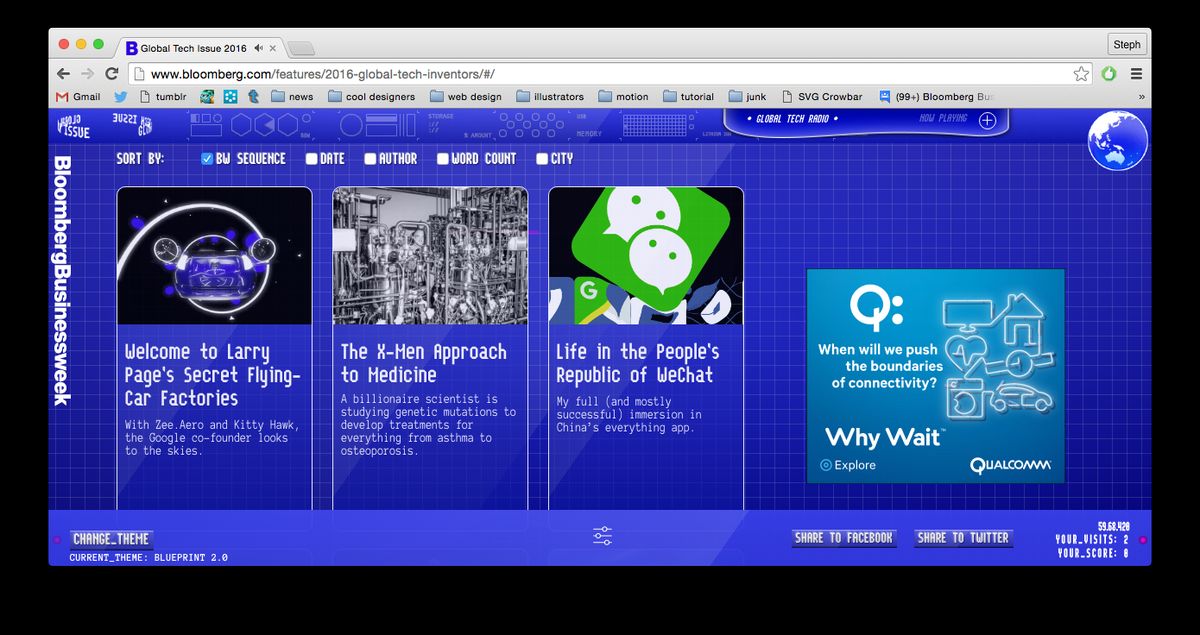 Global Tech Issue 2016
Steph
www.bloomberg.com/features/2016-global-tech-inventors/#/
Gmail
tumblr
news
cool designers
web design
illustrators
motion
tutorial
junk
SVG Crowbar
(99+) Bloomberg Bus
»
ISSUE
STORAGE
% AMOUNT
USB
MEMORY
• GLOBAL TECH RADIO •
NOW PLAYING
BloombergBusinessweek
SORT BY:
BW SEQUENCE
DATE
AUTHOR
WORD COUNT
CITY
Welcome to Larry
Page's Secret Flying-
Car Factories
With Zee.Aero and Kitty Hawk,
the Google co-founder looks
to the skies.
The X-Men Approach
to Medicine
A billionaire scientist is
studying genetic mutations to
develop treatments for
everything from asthma to
osteoporosis.
G
Life in the People's
Republic of WeChat
My full (and mostly
successful) immersion in
China's everything app.
Q:
When will we push
the boundaries
of connectivity?
Why Wait™
Explore
QUALCOMM
CHANGE_THEME
CURRENT_THEME: BLUEPRINT 2.0
SHARE TO FACEBOOK
SHARE TO TWITTER
59.68.420
YOUR_VISITS: 2
YOUR_SCORE: 0